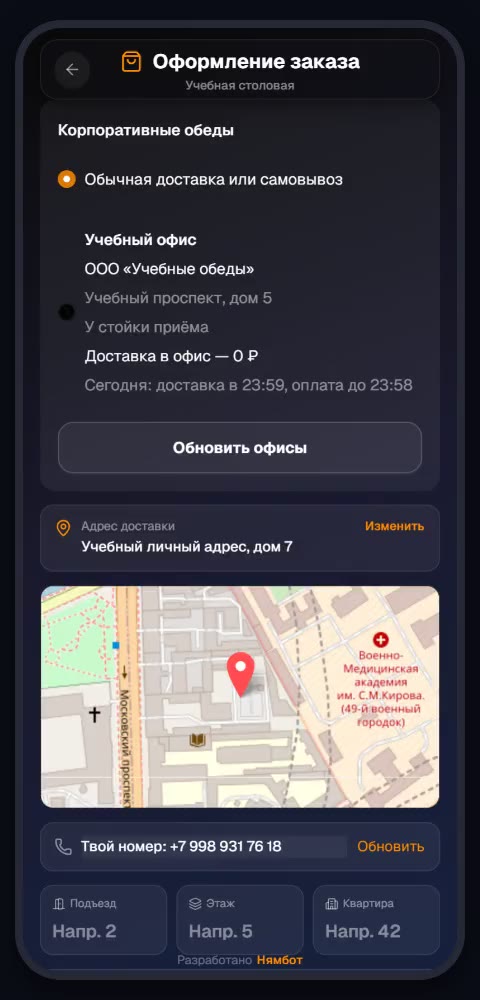 Оформление заказа
Учебная столовая
Корпоративные обеды
Обычная доставка или самовывоз
Учебный офис
ООО «Учебные обеды»
Учебный проспект, дом 5
У стойки приёма
Доставка в офис — 0 ₽
Сегодня: доставка в 23:59, оплата до 23:58
Обновить офисы
Адрес доставки
Изменить
Учебный личный адрес, дом 7
Московский проспект
Военно-
Медицинская
академия
им. С.М.Кирова.
(49-й военный
городок)
Твой номер: +7 998 931 76 18
Обновить
Подъезд
Этаж
Квартира
Напр. 2
Напр. 5
Напр. 42
Разработано Нямбот